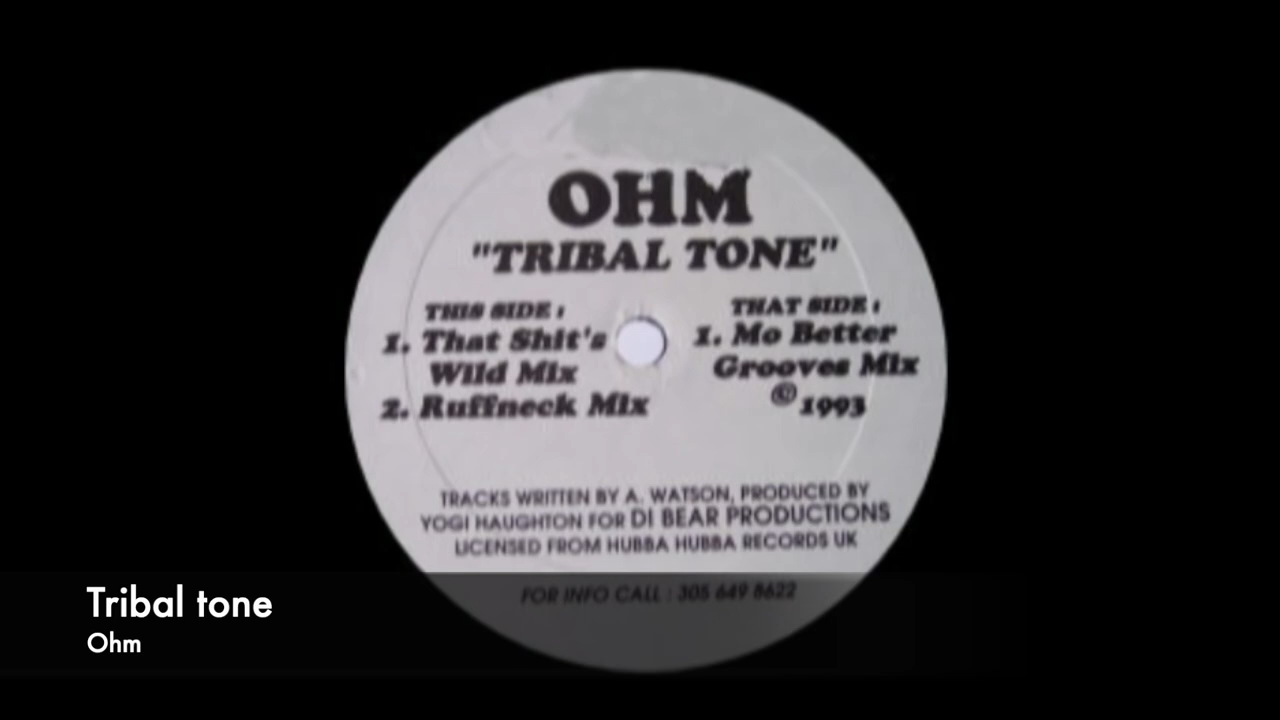 OHM
"TRIBAL TONE"
THIS SIDE :
1. That Shit's
Wild Mix
2. Ruffneck Mix
THAT SIDE :
1. Mo Better
Grooves Mix
© 1993
TRACKS WRITTEN BY A. WATSON, PRODUCED BY
YOGI HAUGHTON FOR DI BEAR PRODUCTIONS
LICENSED FROM HUBBA HUBBA RECORDS UK
FOR INFO CALL : 305 649 8622
Tribal tone
Ohm